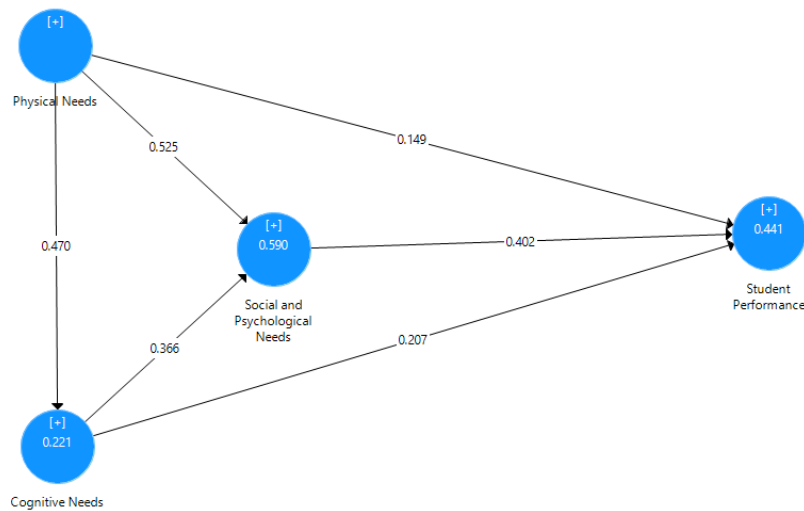 [+]
Physical Needs
0.149
0.525
[+]
0.441
[+]
0.590
0.470
0.402
Student
Performance
Social and
Psychological
Needs
0.366
0.207
[+]
0.221
Cognitive Needs